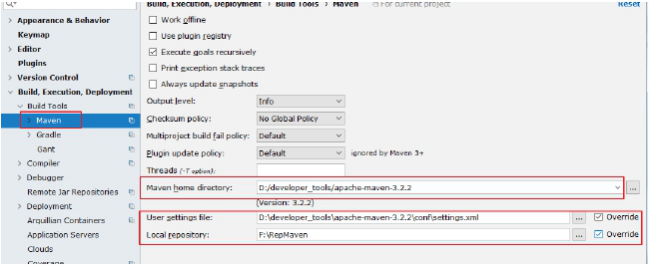 Build, Execution, Deployment › Build Tools › Maven For current project Reset
Appearance & Behavior
Keymap
Editor
Plugins
Version Control
Build, Execution, Deployment
Build Tools
Maven
Gradle
Gant
Compiler
Debugger
Remote Jar Repositories
Deployment
Arquillian Containers
Application Servers
Clouds
Coverage
Work offline
Use plugin registry
Execute goals recursively
Print exception stack traces
Always update snapshots
Output level: Info
Checksum policy: No Global Policy
Multiproject build fail policy: Default
Plugin update policy: Default ignored by Maven 3+
Threads (-T option):
Maven home directory: D:/developer_tools/apache-maven-3.2.2 ...
(Version: 3.2.2)
User settings file: D:\developer_tools\apache-maven-3.2.2\conf\settings.xml ... Override
Local repository: F:\RepMaven ... Override